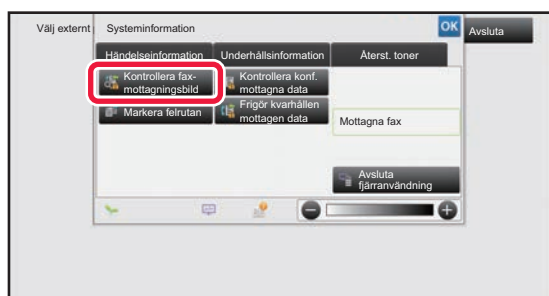 Välj externt
Systeminformation
OK
Avsluta
Händelseinformation
Underhållsinformation
Återst. toner
Kontrollera fax-
mottagningsbild
Kontrollera konf.
mottagna data
Markera felrutan
Frigör kvarhållen
mottagen data
Mottagna fax
Avsluta
fjärranvändning